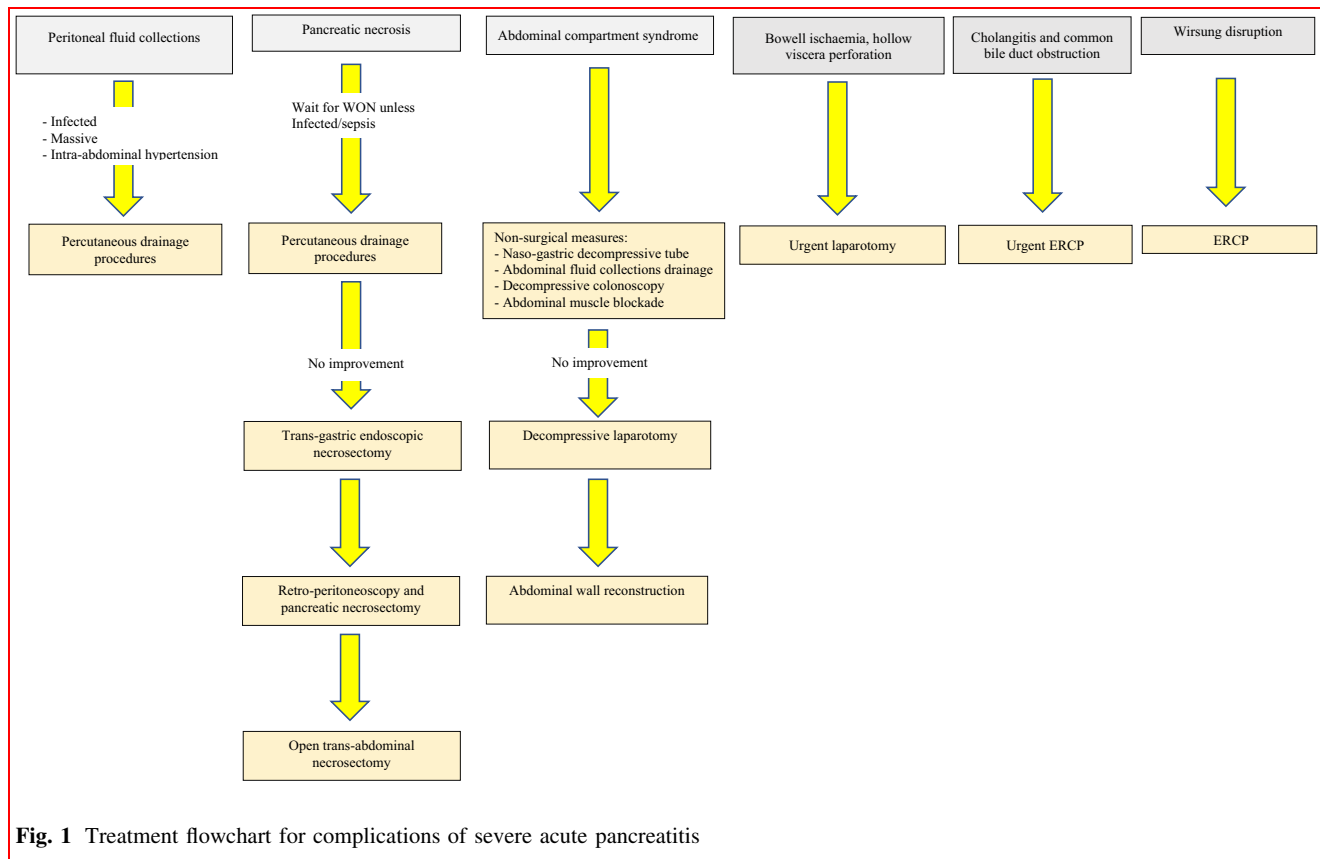 Peritoneal fluid collections
Pancreatic necrosis
Abdominal compartment syndrome
Bowell ischaemia, hollow
viscera perforation
Cholangitis and common
bile duct obstruction
Wirsung disruption
- Infected
- Massive
- Intra-abdominal hypertension
Wait for WON unless
Infected/sepsis
Percutaneous drainage
procedures
Percutaneous drainage
procedures
Non-surgical measures:
- Naso-gastric decompressive tube
- Abdominal fluid collections drainage
- Decompressive colonoscopy
- Abdominal muscle blockade
Urgent laparotomy
Urgent ERCP
ERCP
No improvement
No improvement
Trans-gastric endoscopic
necrosectomy
Decompressive laparotomy
Retro-peritoneoscopy and
pancreatic necrosectomy
Abdominal wall reconstruction
Open trans-abdominal
necrosectomy
Fig. 1 Treatment flowchart for complications of severe acute pancreatitis